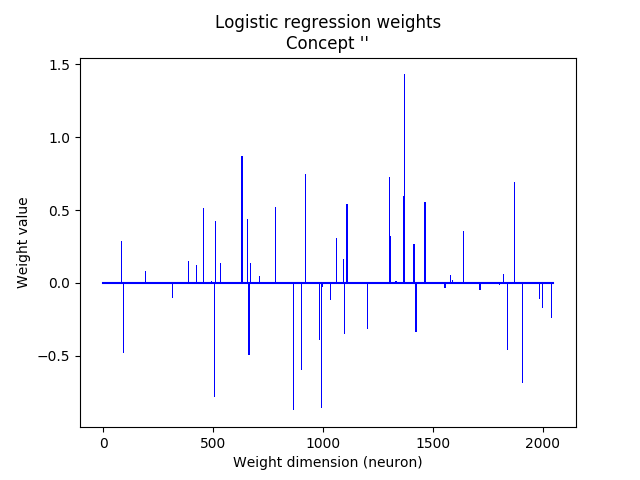 Logistic regression weights
Concept ''
Weight value
1.5
1.0
0.5
0.0
−0.5
0
500
1000
1500
2000
Weight dimension (neuron)